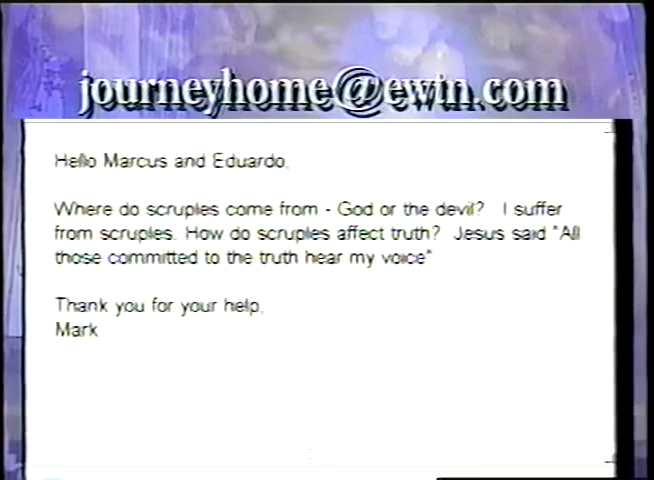 journeyhome@ewtn.com
Hello Marcus and Eduardo,
Where do scruples come from - God or the devil? I suffer
from scruples. How do scruples affect truth? Jesus said "All
those committed to the truth hear my voice"
Thank you for your help,
Mark